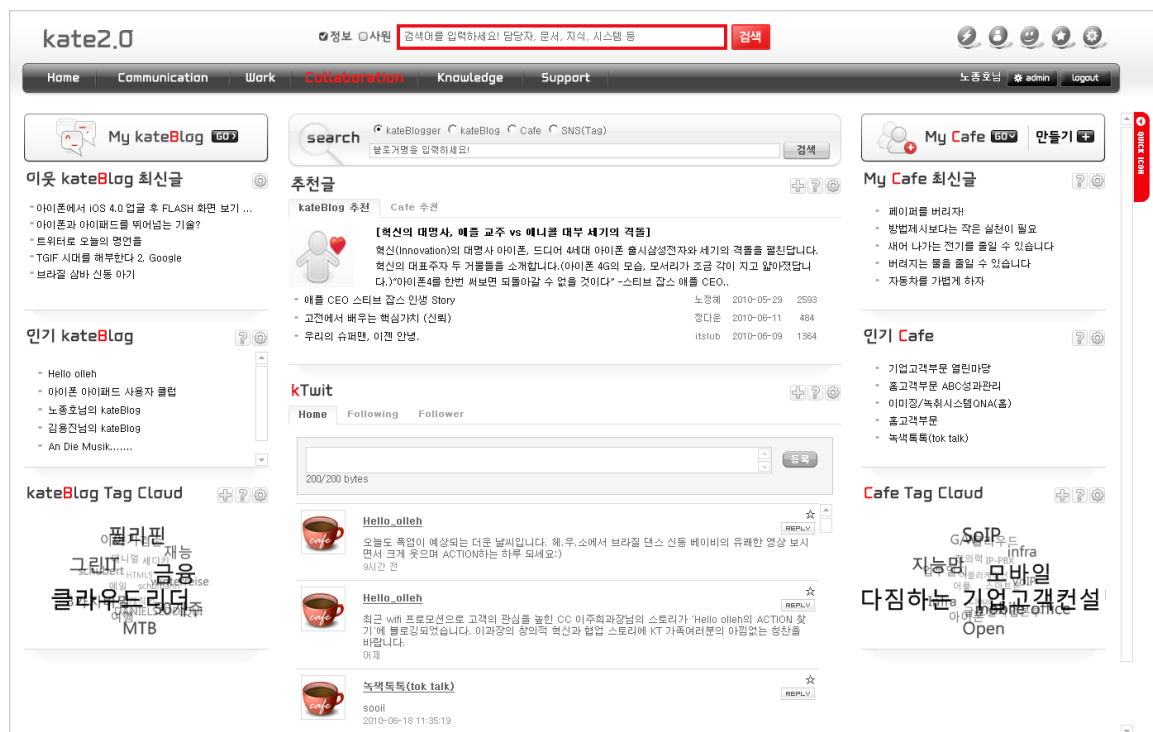 kate2.0
정보 사원 검색어를 입력하세요! 담당자, 문서, 지식, 시스템 등 검색
Home Communication Work Collaboration Knowledge Support 노종호님 admin logout
My kateBlog GO
search
kateBlogger kateBlog Cafe SNS(Tag)
블로거명을 입력하세요! 검색
My Cafe GO 만들기
QUICK ICON
이웃 kateBlog 최신글
아이폰에서 iOS 4.0 업글 후 FLASH 화면 보기 ...
아이폰과 아이패드를 뛰어넘는 기술?
트위터로 오늘의 명언을
TGIF 시대를 해부한다 2. Google
브라질 삼바 신동 아기
인기 kateBlog
Hello olleh
아이폰 아이패드 사용자 클럽
노종호님의 kateBlog
김용진님의 kateBlog
An Die Musik.......
kateBlog Tag Cloud
필리핀
재능
그린IT
금융
클라우드리더
MTB
추천글
kateBlog 추천 Cafe 추천
[혁신의 대명사, 애플 교주 vs 애니콜 대부 세기의 격돌]
혁신(Innovation)의 대명사 아이폰, 드디어 4세대 아이폰 출시삼성전자와 세기의 격돌을 펼친답니다.
혁신의 대표주자 두 거물들을 소개합니다.(아이폰 4G의 모습, 모서리가 조금 각이 지고 얇아졌답니
다.)"아이폰4를 한번 써보면 되돌아갈 수 없을 것이다" -스티브 잡스 애플 CEO..
애플 CEO 스티브 잡스 인생 Story 노정혜 2010-05-29 2593
고전에서 배우는 핵심가치 (신뢰) 정다운 2010-06-11 484
우리의 슈퍼맨, 이젠 안녕. itslub 2010-06-09 1364
kTwit
Home Following Follower
등록
200/200 bytes
Hello_olleh
REPLY
오늘도 폭염이 예상되는 더운 날씨입니다. 혜.우.소에서 브라질 댄스 신동 베이비의 유쾌한 영상 보시
면서 크게 웃으며 ACTION하는 하루 되세요:)
9시간 전
Hello_olleh
REPLY
최근 wifi 프로모션으로 고객의 관심을 높힌 CC 이주희과장님의 스토리가 'Hello olleh의 ACTION 찾
기'에 블로깅되었습니다. 이과장의 창의적 혁신과 협업 스토리에 KT 가족여러분의 아낌없는 칭찬을
바랍니다.
어제
녹색톡톡(tok talk)
REPLY
sooil
2010-06-18 11:35:19
My Cafe 최신글
페이퍼를 버리자!
방법제시보다는 작은 실천이 필요
새어 나가는 전기를 줄일 수 있습니다
버려지는 물을 줄일 수 있습니다
자동차를 가볍게 하자
인기 Cafe
기업고객부문 열린마당
홈고객부문 ABC성과관리
이미징/녹취시스템QNA(홈)
홈고객부문
녹색톡톡(tok talk)
Cafe Tag Cloud
SoIP
infra
지능망
모바일
다짐하는 기업고객컨설
mobile office
Open